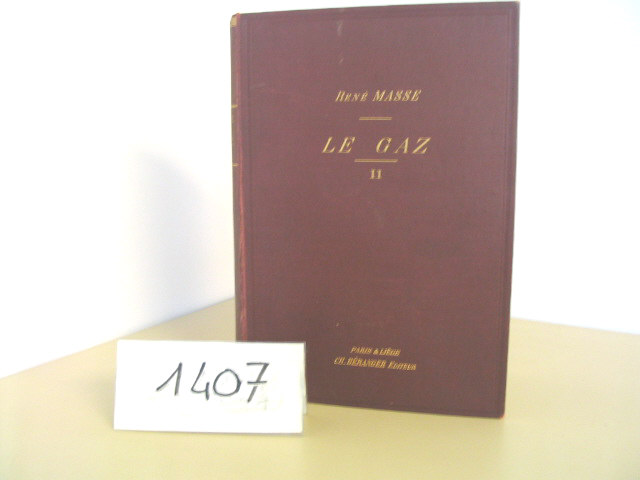 RENÉ MASSE
LE GAZ
II
PARIS & LIÈGE
CH. BÉRANGER ÉDITEUR
1407